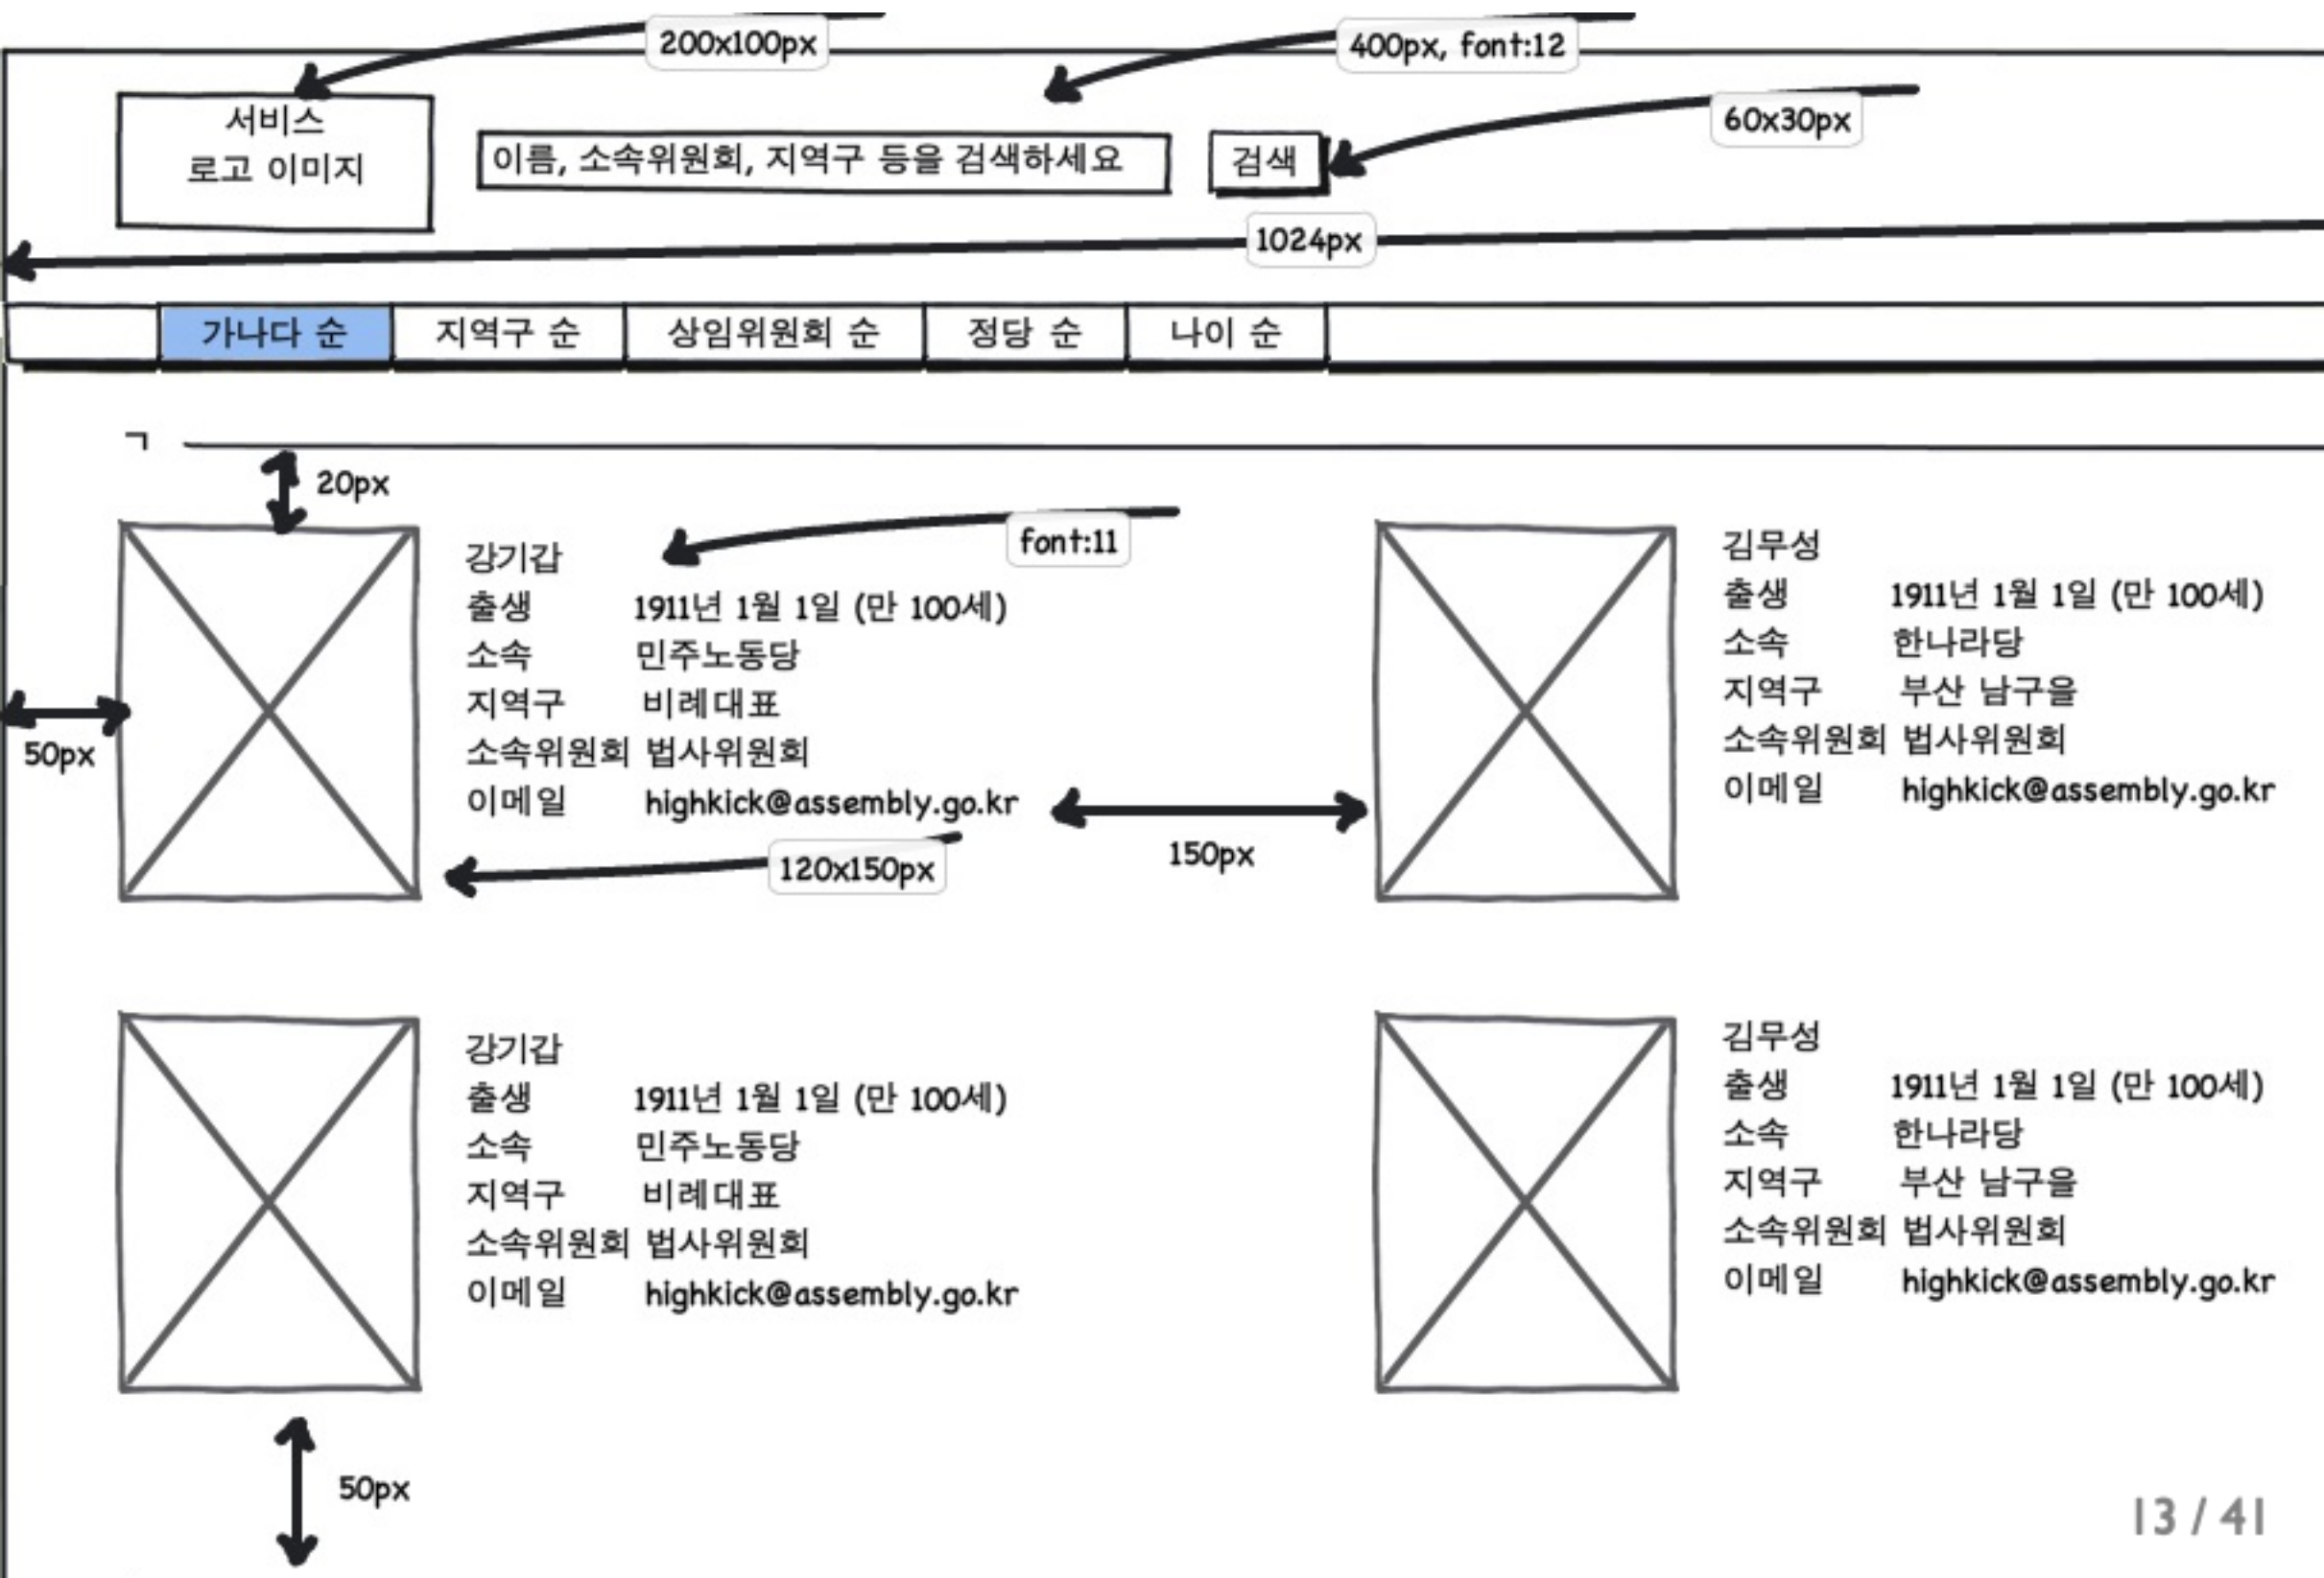 200x100px
400px, font:12
60x30px
서비스
로고 이미지
이름, 소속위원회, 지역구 등을 검색하세요
검색
1024px
가나다 순
지역구 순
상임위원회 순
정당 순
나이 순
ㄱ
20px
font:11
강기갑
출생 1911년 1월 1일 (만 100세)
소속 민주노동당
지역구 비례대표
소속위원회 법사위원회
이메일 highkick@assembly.go.kr
50px
120x150px
150px
김무성
출생 1911년 1월 1일 (만 100세)
소속 한나라당
지역구 부산 남구을
소속위원회 법사위원회
이메일 highkick@assembly.go.kr
강기갑
출생 1911년 1월 1일 (만 100세)
소속 민주노동당
지역구 비례대표
소속위원회 법사위원회
이메일 highkick@assembly.go.kr
김무성
출생 1911년 1월 1일 (만 100세)
소속 한나라당
지역구 부산 남구을
소속위원회 법사위원회
이메일 highkick@assembly.go.kr
50px
13 / 41